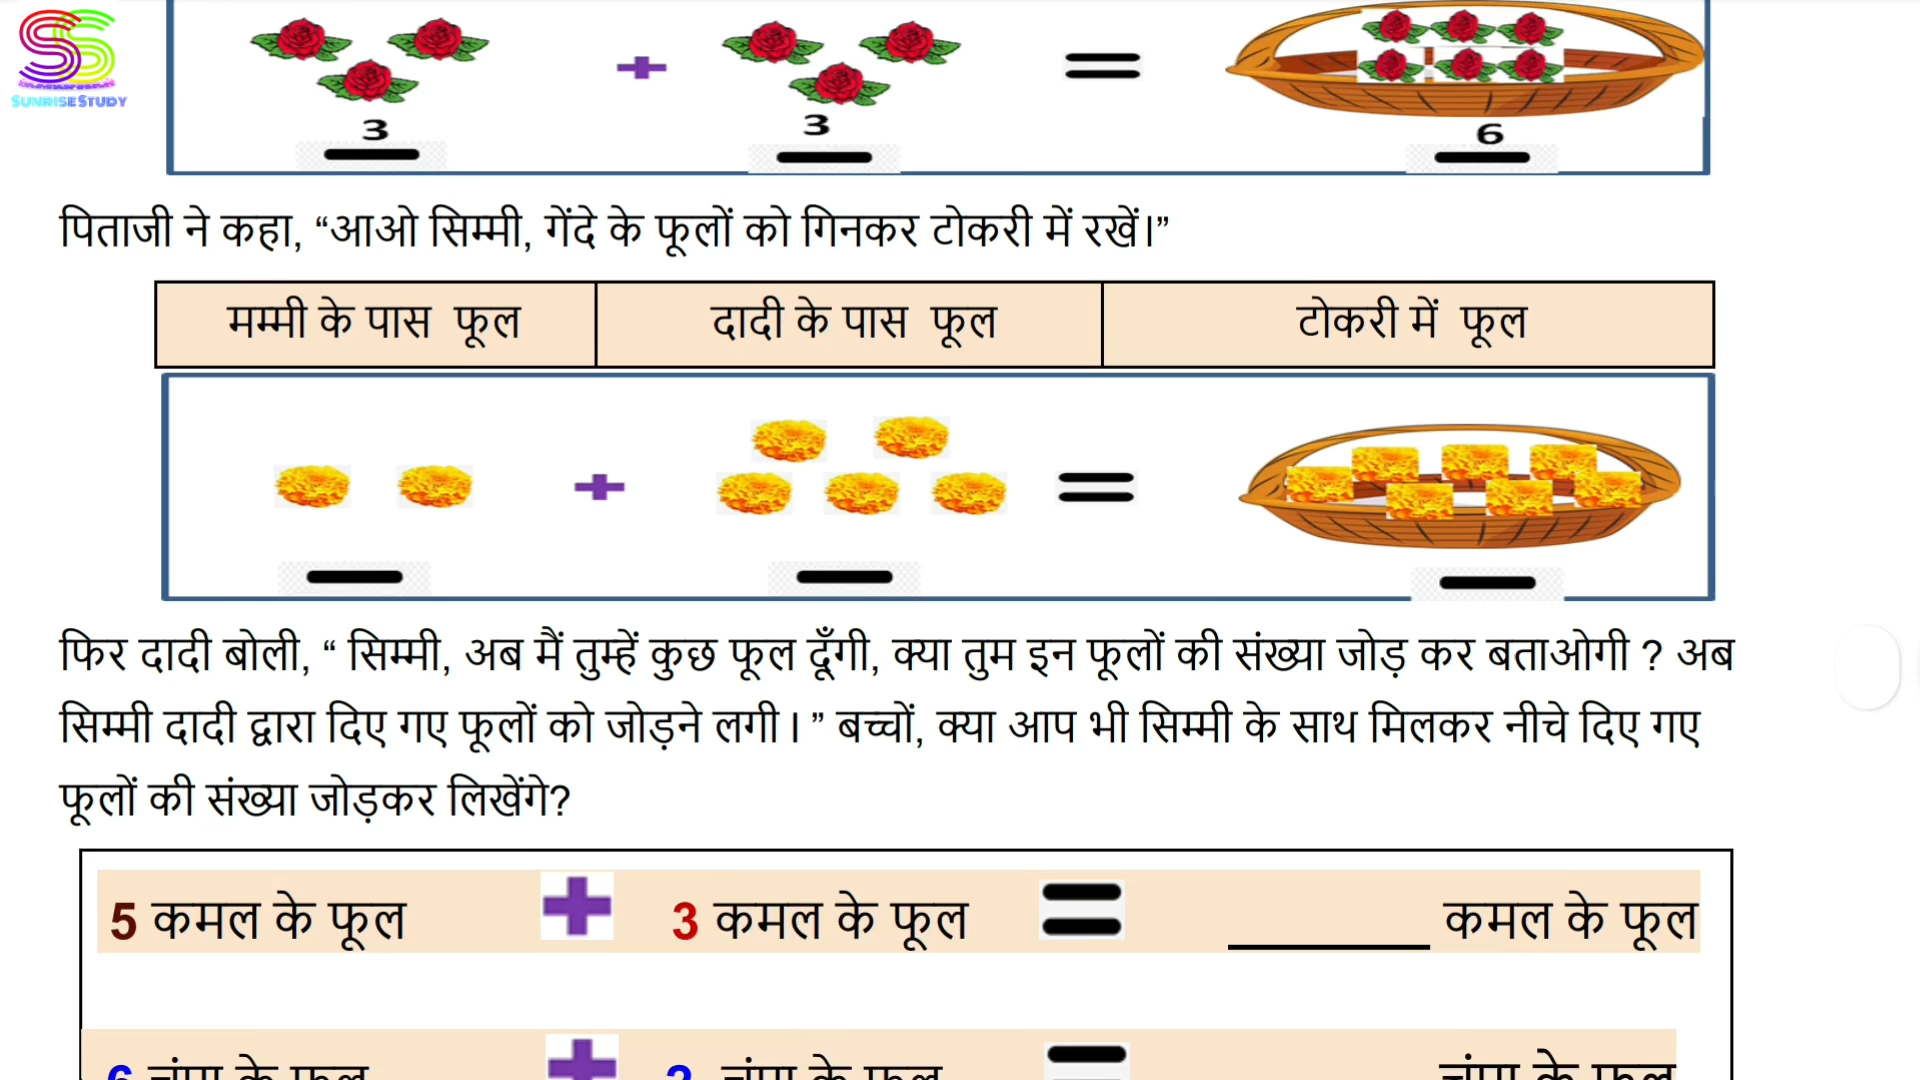 SUNRISE STUDY
3 3 6
पिताजी ने कहा, “आओ सिम्मी, गेंदे के फूलों को गिनकर टोकरी में रखें।”
मम्मी के पास फूल दादी के पास फूल टोकरी में फूल
फिर दादी बोली, “ सिम्मी, अब मैं तुम्हें कुछ फूल दूँगी, क्या तुम इन फूलों की संख्या जोड़ कर बताओगी ? अब
सिम्मी दादी द्वारा दिए गए फूलों को जोड़ने लगी। ” बच्चों, क्या आप भी सिम्मी के साथ मिलकर नीचे दिए गए
फूलों की संख्या जोड़कर लिखेंगे?
5 कमल के फूल + 3 कमल के फूल = ________ कमल के फूल